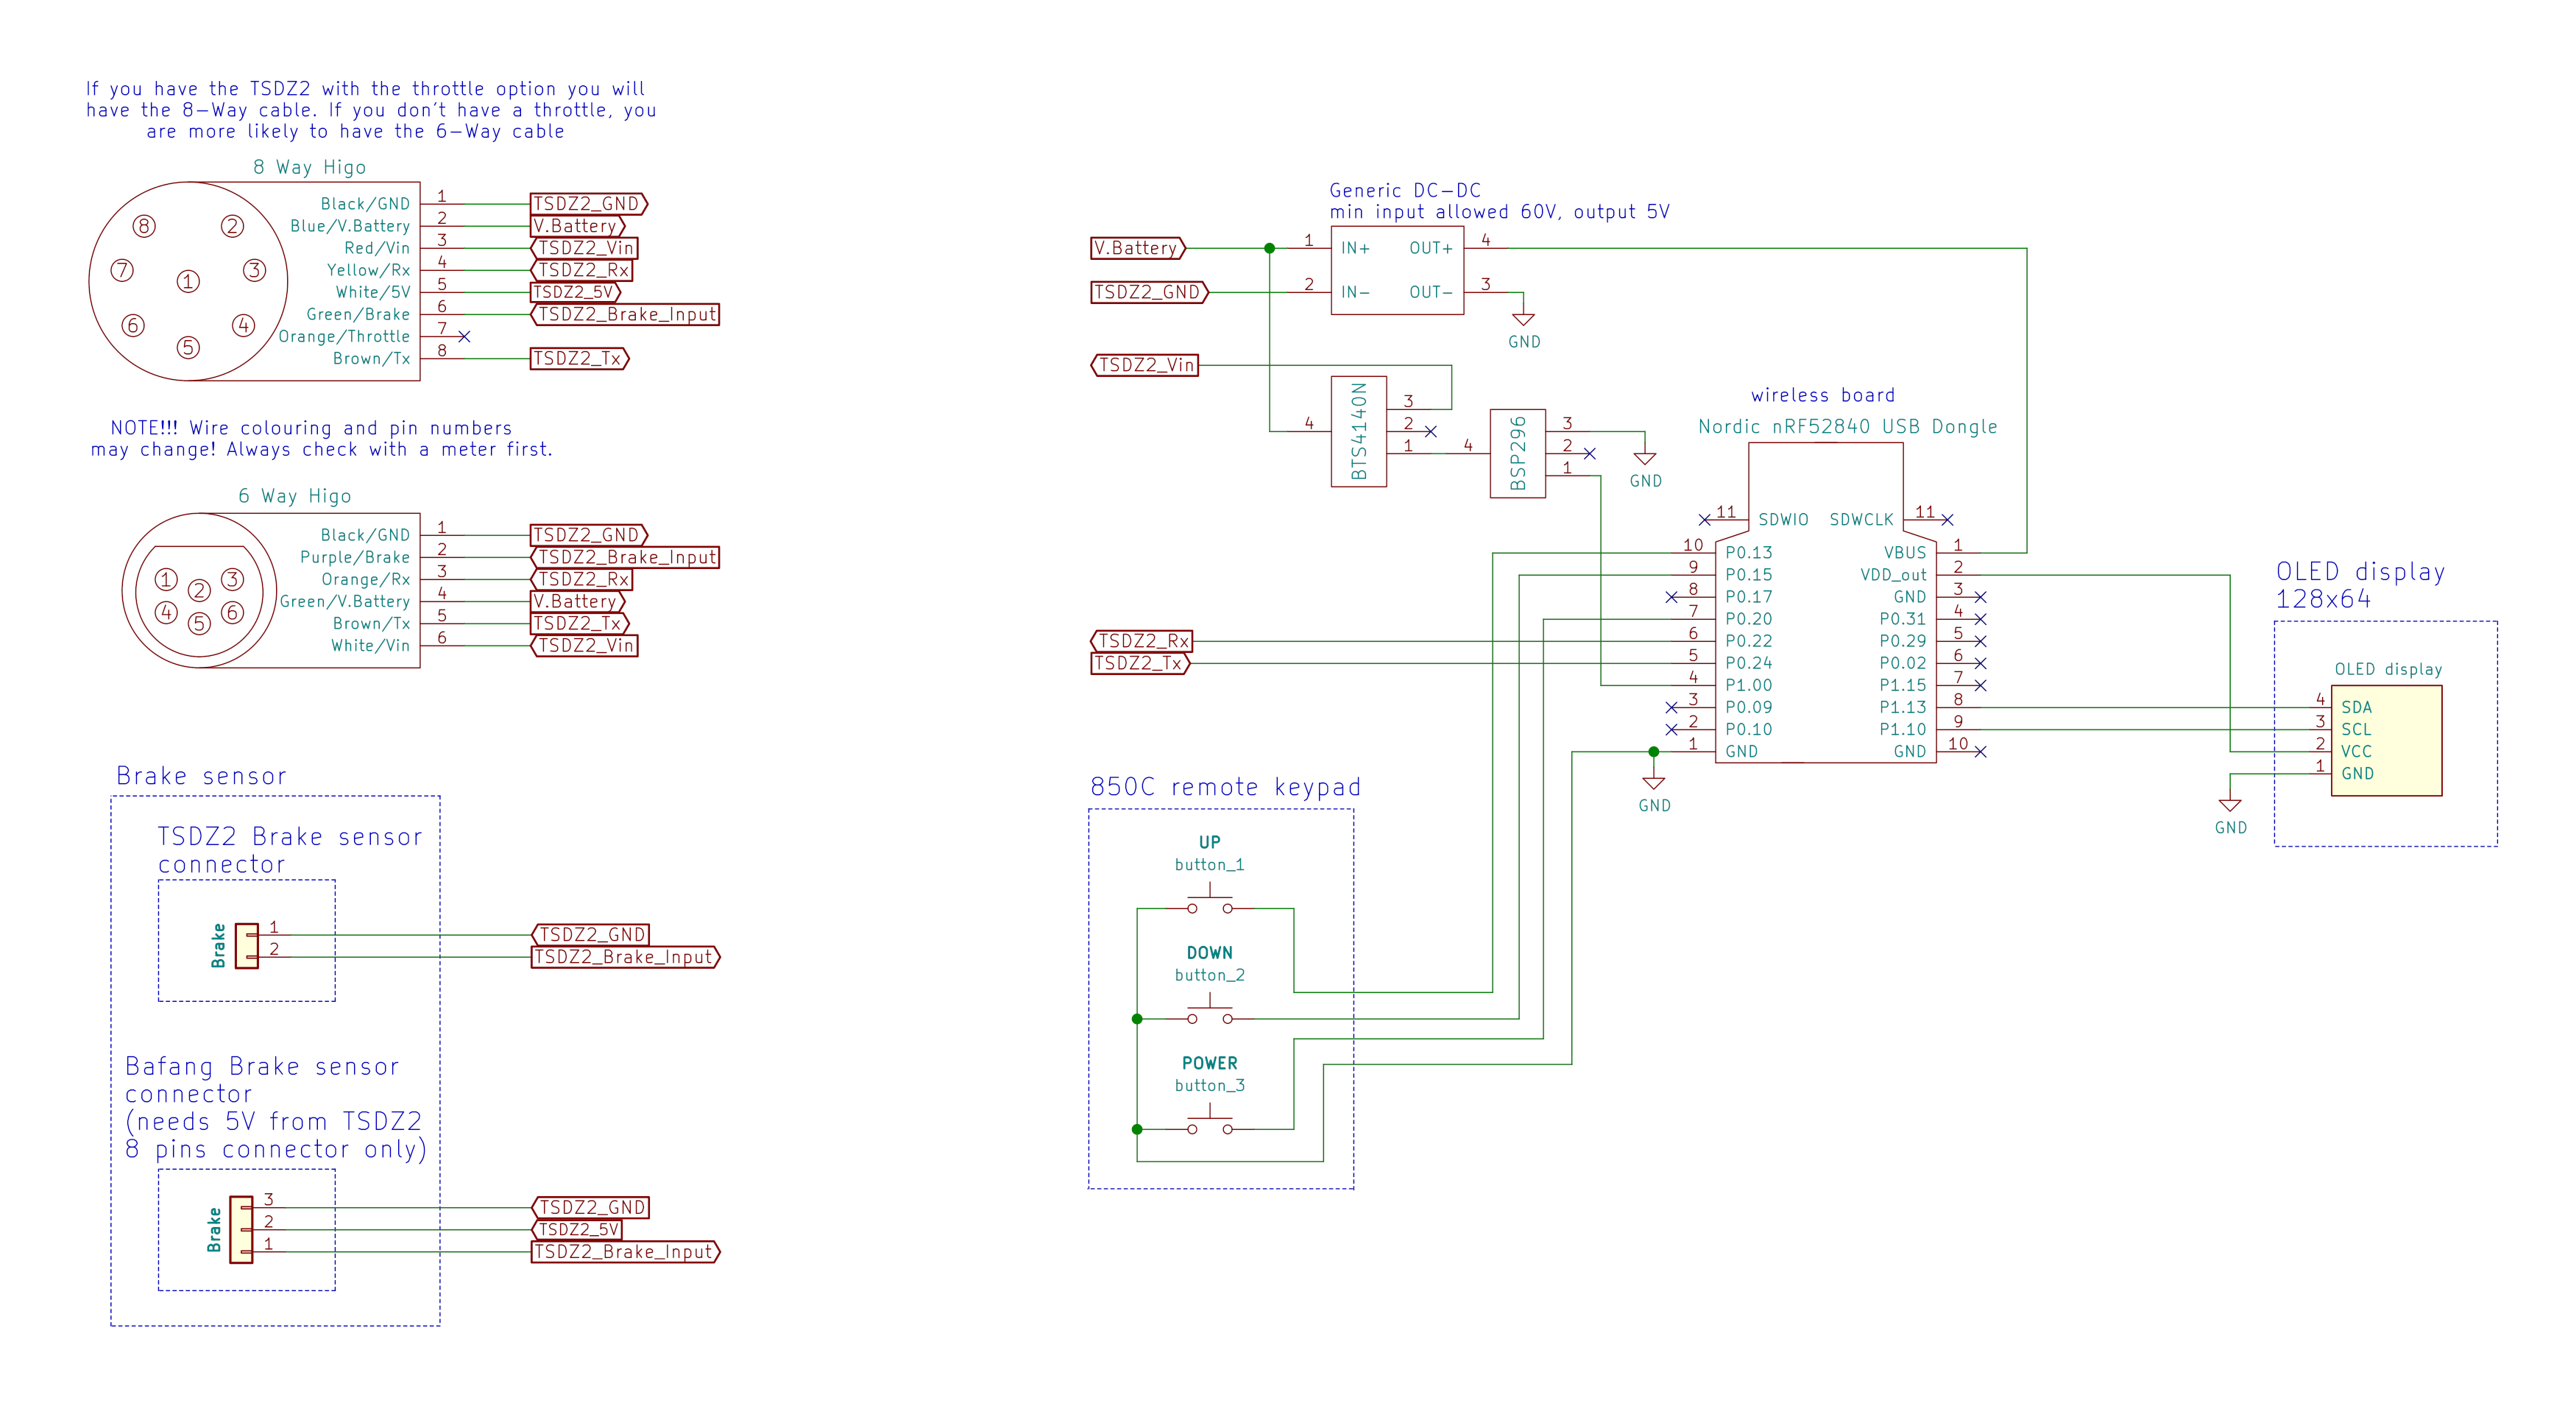 If you have the TSDZ2 with the throttle option you will
have the 8-Way cable. If you don't have a throttle, you
are more likely to have the 6-Way cable
8 Way Higo
8
2
7
3
1
6
4
5
Black/GND 1 TSDZ2_GND
Blue/V.Battery 2 V.Battery
Red/Vin 3 TSDZ2_Vin
Yellow/Rx 4 TSDZ2_Rx
White/5V 5 TSDZ2_5V
Green/Brake 6 TSDZ2_Brake_Input
Orange/Throttle 7
Brown/Tx 8 TSDZ2_Tx
NOTE!!! Wire colouring and pin numbers
may change! Always check with a meter first.
6 Way Higo
1 2 3
4 5 6
Black/GND 1 TSDZ2_GND
Purple/Brake 2 TSDZ2_Brake_Input
Orange/Rx 3 TSDZ2_Rx
Green/V.Battery 4 V.Battery
Brown/Tx 5 TSDZ2_Tx
White/Vin 6 TSDZ2_Vin
Brake sensor
TSDZ2 Brake sensor
connector
Brake
1 TSDZ2_GND
2 TSDZ2_Brake_Input
Bafang Brake sensor
connector
(needs 5V from TSDZ2
8 pins connector only)
Brake
3 TSDZ2_GND
2 TSDZ2_5V
1 TSDZ2_Brake_Input
Generic DC-DC
min input allowed 60V, output 5V
V.Battery 1 IN+ OUT+ 4
TSDZ2_GND 2 IN- OUT- 3
GND
TSDZ2_Vin
BTS4140N
4
3
2
1
BSP296
4
3
2
1
GND
wireless board
Nordic nRF52840 USB Dongle
11 SDWIO SDWCLK 11
10 P0.13 VBUS 1
9 P0.15 VDD_out 2
8 P0.17 GND 3
7 P0.20 P0.31 4
6 P0.22 P0.29 5
5 P0.24 P0.02 6
4 P1.00 P1.15 7
3 P0.09 P1.13 8
2 P0.10 P1.10 9
1 GND GND 10
GND
TSDZ2_Rx
TSDZ2_Tx
850C remote keypad
UP
button_1
DOWN
button_2
POWER
button_3
OLED display
128x64
OLED display
4 SDA
3 SCL
2 VCC
1 GND
GND